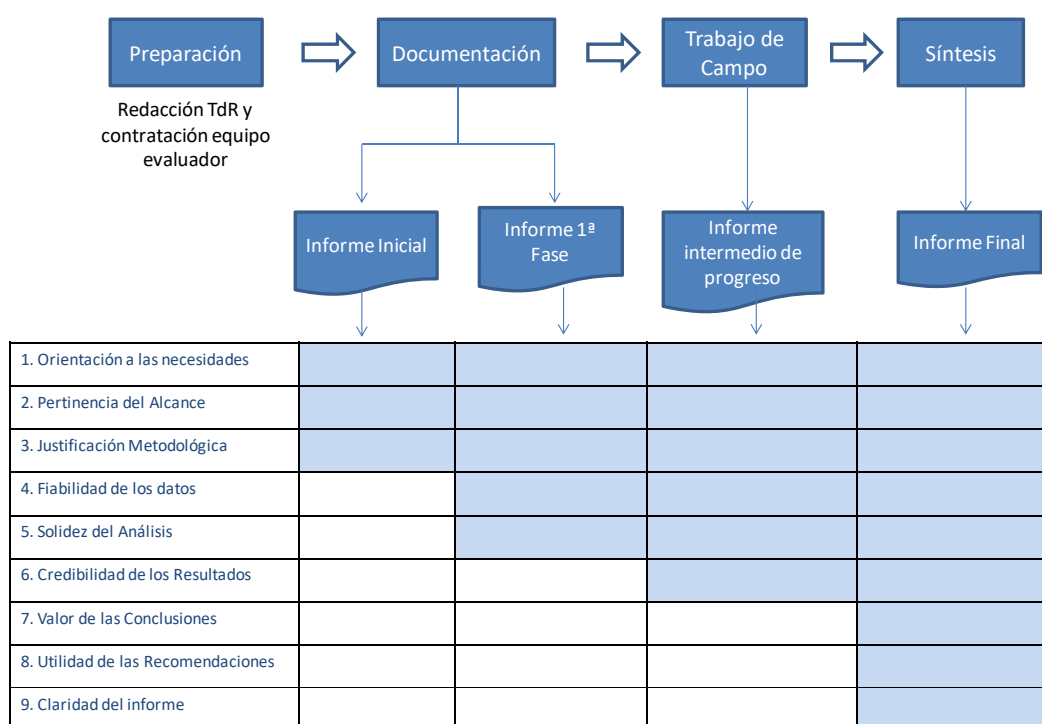 Preparación
Documentación
Trabajo de
Campo
Síntesis
Redacción TdR y
contratación equipo
evaluador
Informe Inicial
Informe 1ª
Fase
Informe
intermedio de
progreso
Informe Final
1. Orientación a las necesidades
2. Pertinencia del Alcance
3. Justificación Metodológica
4. Fiabilidad de los datos
5. Solidez del Análisis
6. Credibilidad de los Resultados
7. Valor de las Conclusiones
8. Utilidad de las Recomendaciones
9. Claridad del informe